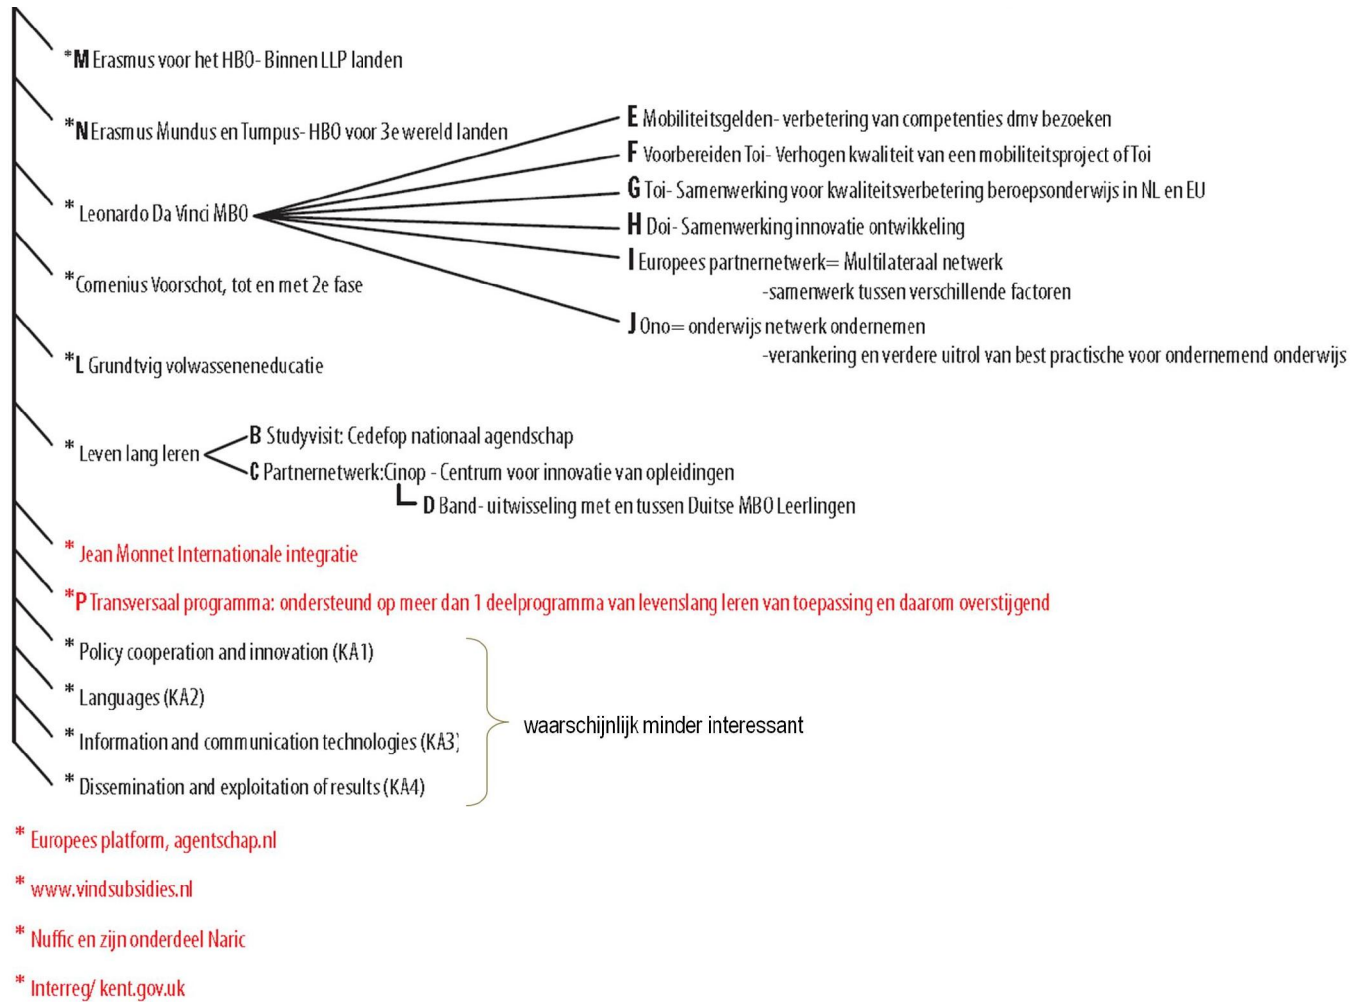 *M Erasmus voor het HBO- Binnen LLP landen
*N Erasmus Mundus en Tumpus- HBO voor 3e wereld landen
* Leonardo Da Vinci MBO
E Mobiliteitsgelden- verbetering van competenties dmv bezoeken
F Voorbereiden Toi- Verhogen kwaliteit van een mobiliteitsproject of Toi
G Toi- Samenwerking voor kwaliteitsverbetering beroepsonderwijs in NL en EU
H Doi- Samenwerking innovatie ontwikkeling
I Europees partnernetwerk= Multilateraal netwerk
-samenwerk tussen verschillende factoren
J Ono= onderwijs netwerk ondernemen
-verankering en verdere uitrol van best practische voor ondernemend onderwijs
*Comenius Voorschot, tot en met 2e fase
*L Grundtvig volwasseneneducatie
* Leven lang leren
B Studyvisit: Cedefop nationaal agendschap
C Partnernetwerk:Cinop - Centrum voor innovatie van opleidingen
D Band- uitwisseling met en tussen Duitse MBO Leerlingen
* Jean Monnet Internationale integratie
*P Transversaal programma: ondersteund op meer dan 1 deelprogramma van levenslang leren van toepassing en daarom overstijgend
* Policy cooperation and innovation (KA1)
* Languages (KA2)
* Information and communication technologies (KA3)
* Dissemination and exploitation of results (KA4)
waarschijnlijk minder interessant
* Europees platform, agentschap.nl
* www.vindsubsidies.nl
* Nuffic en zijn onderdeel Naric
* Interreg/ kent.gov.uk